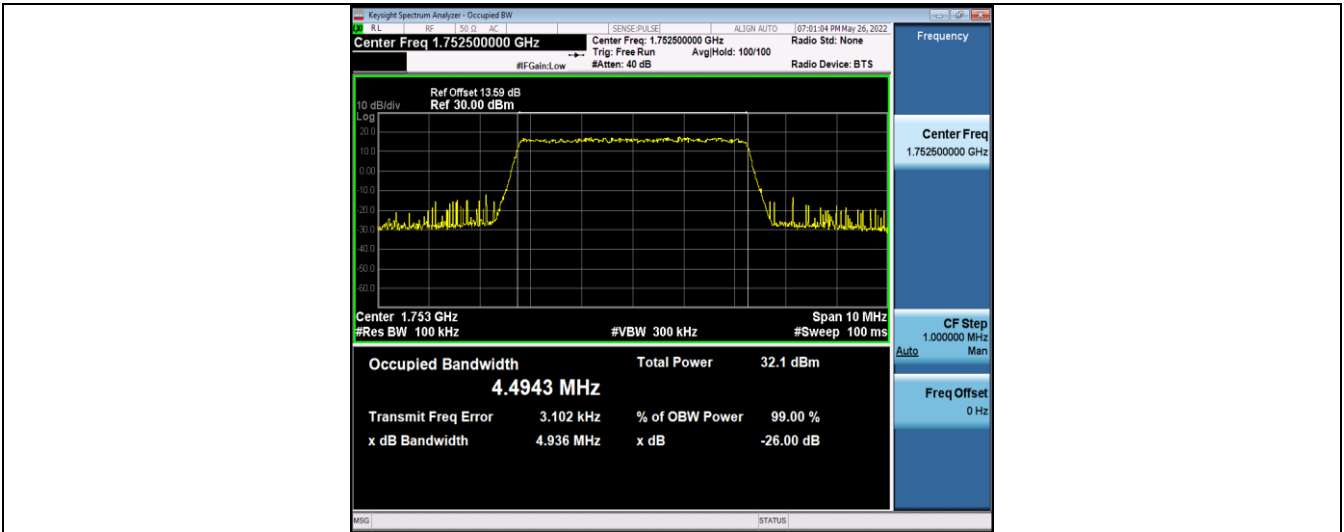 Keysight Spectrum Analyzer - Occupied BW
RL RF 50 Ω AC SENSE:PULSE ALIGN AUTO 07:01:04 PM May 26, 2022
Center Freq 1.752500000 GHz
Center Freq: 1.752500000 GHz Radio Std: None
Trig: Free Run Avg|Hold: 100/100
#IFGain:Low #Atten: 40 dB Radio Device: BTS
Ref Offset 13.59 dB
10 dB/div Ref 30.00 dBm
Log
20.0
10.0
0.00
-10.0
-20.0
-30.0
-40.0
-50.0
-60.0
Center 1.753 GHz Span 10 MHz
#Res BW 100 kHz #VBW 300 kHz #Sweep 100 ms
Occupied Bandwidth Total Power 32.1 dBm
4.4943 MHz
Transmit Freq Error 3.102 kHz % of OBW Power 99.00 %
x dB Bandwidth 4.936 MHz x dB -26.00 dB
MSG STATUS
Frequency
Center Freq
1.752500000 GHz
CF Step
1.000000 MHz
Auto Man
Freq Offset
0 Hz